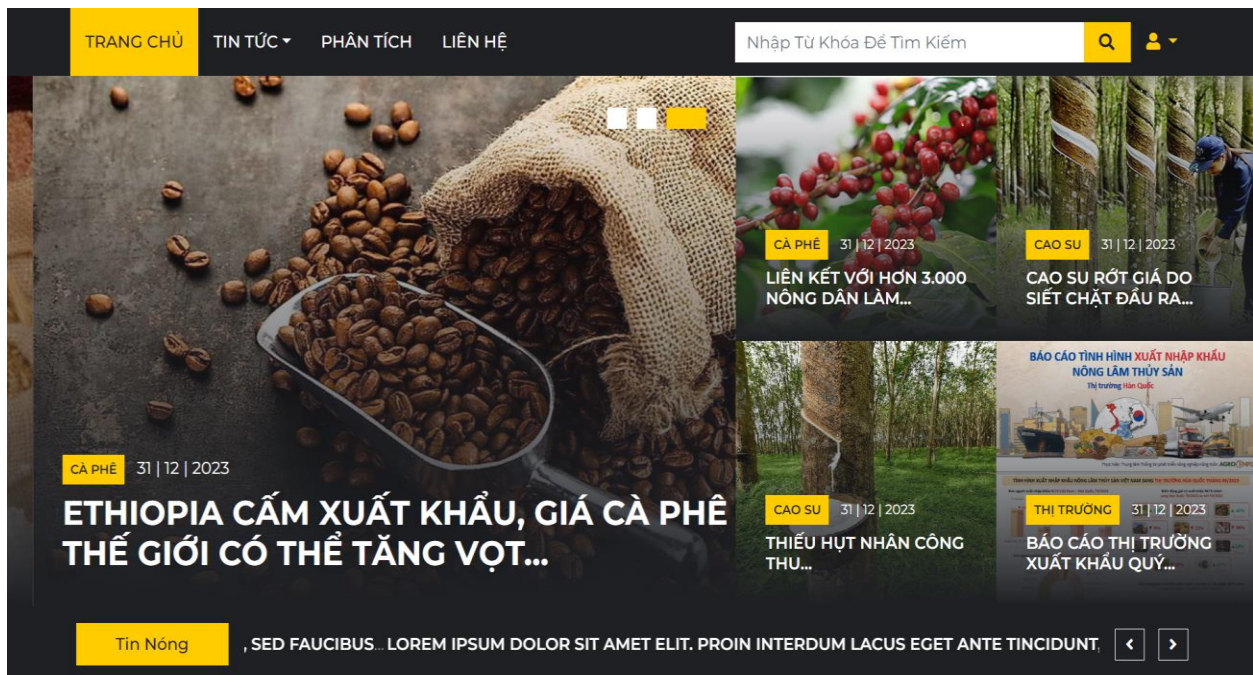 TRANG CHỦ TIN TỨC PHÂN TÍCH LIÊN HỆ Nhập Từ Khóa Để Tìm Kiếm
CÀ PHÊ 31 | 12 | 2023
ETHIOPIA CẤM XUẤT KHẨU, GIÁ CÀ PHÊ
THẾ GIỚI CÓ THỂ TĂNG VỌT...
CÀ PHÊ 31 | 12 | 2023
LIÊN KẾT VỚI HƠN 3.000
NÔNG DÂN LÀM...
CAO SU 31 | 12 | 2023
CAO SU RỚT GIÁ DO
SIẾT CHẶT ĐẦU RA...
CAO SU 31 | 12 | 2023
THIẾU HỤT NHÂN CÔNG
THU...
BÁO CÁO TÌNH HÌNH XUẤT NHẬP KHẨU
NÔNG LÂM THỦY SẢN
Thị trường Hàn Quốc
THỊ TRƯỜNG 31 | 12 | 2023
BÁO CÁO THỊ TRƯỜNG
XUẤT KHẨU QUÝ...
Tin Nóng , SED FAUCIBUS... LOREM IPSUM DOLOR SIT AMET ELIT. PROIN INTERDUM LACUS EGET ANTE TINCIDUNT,